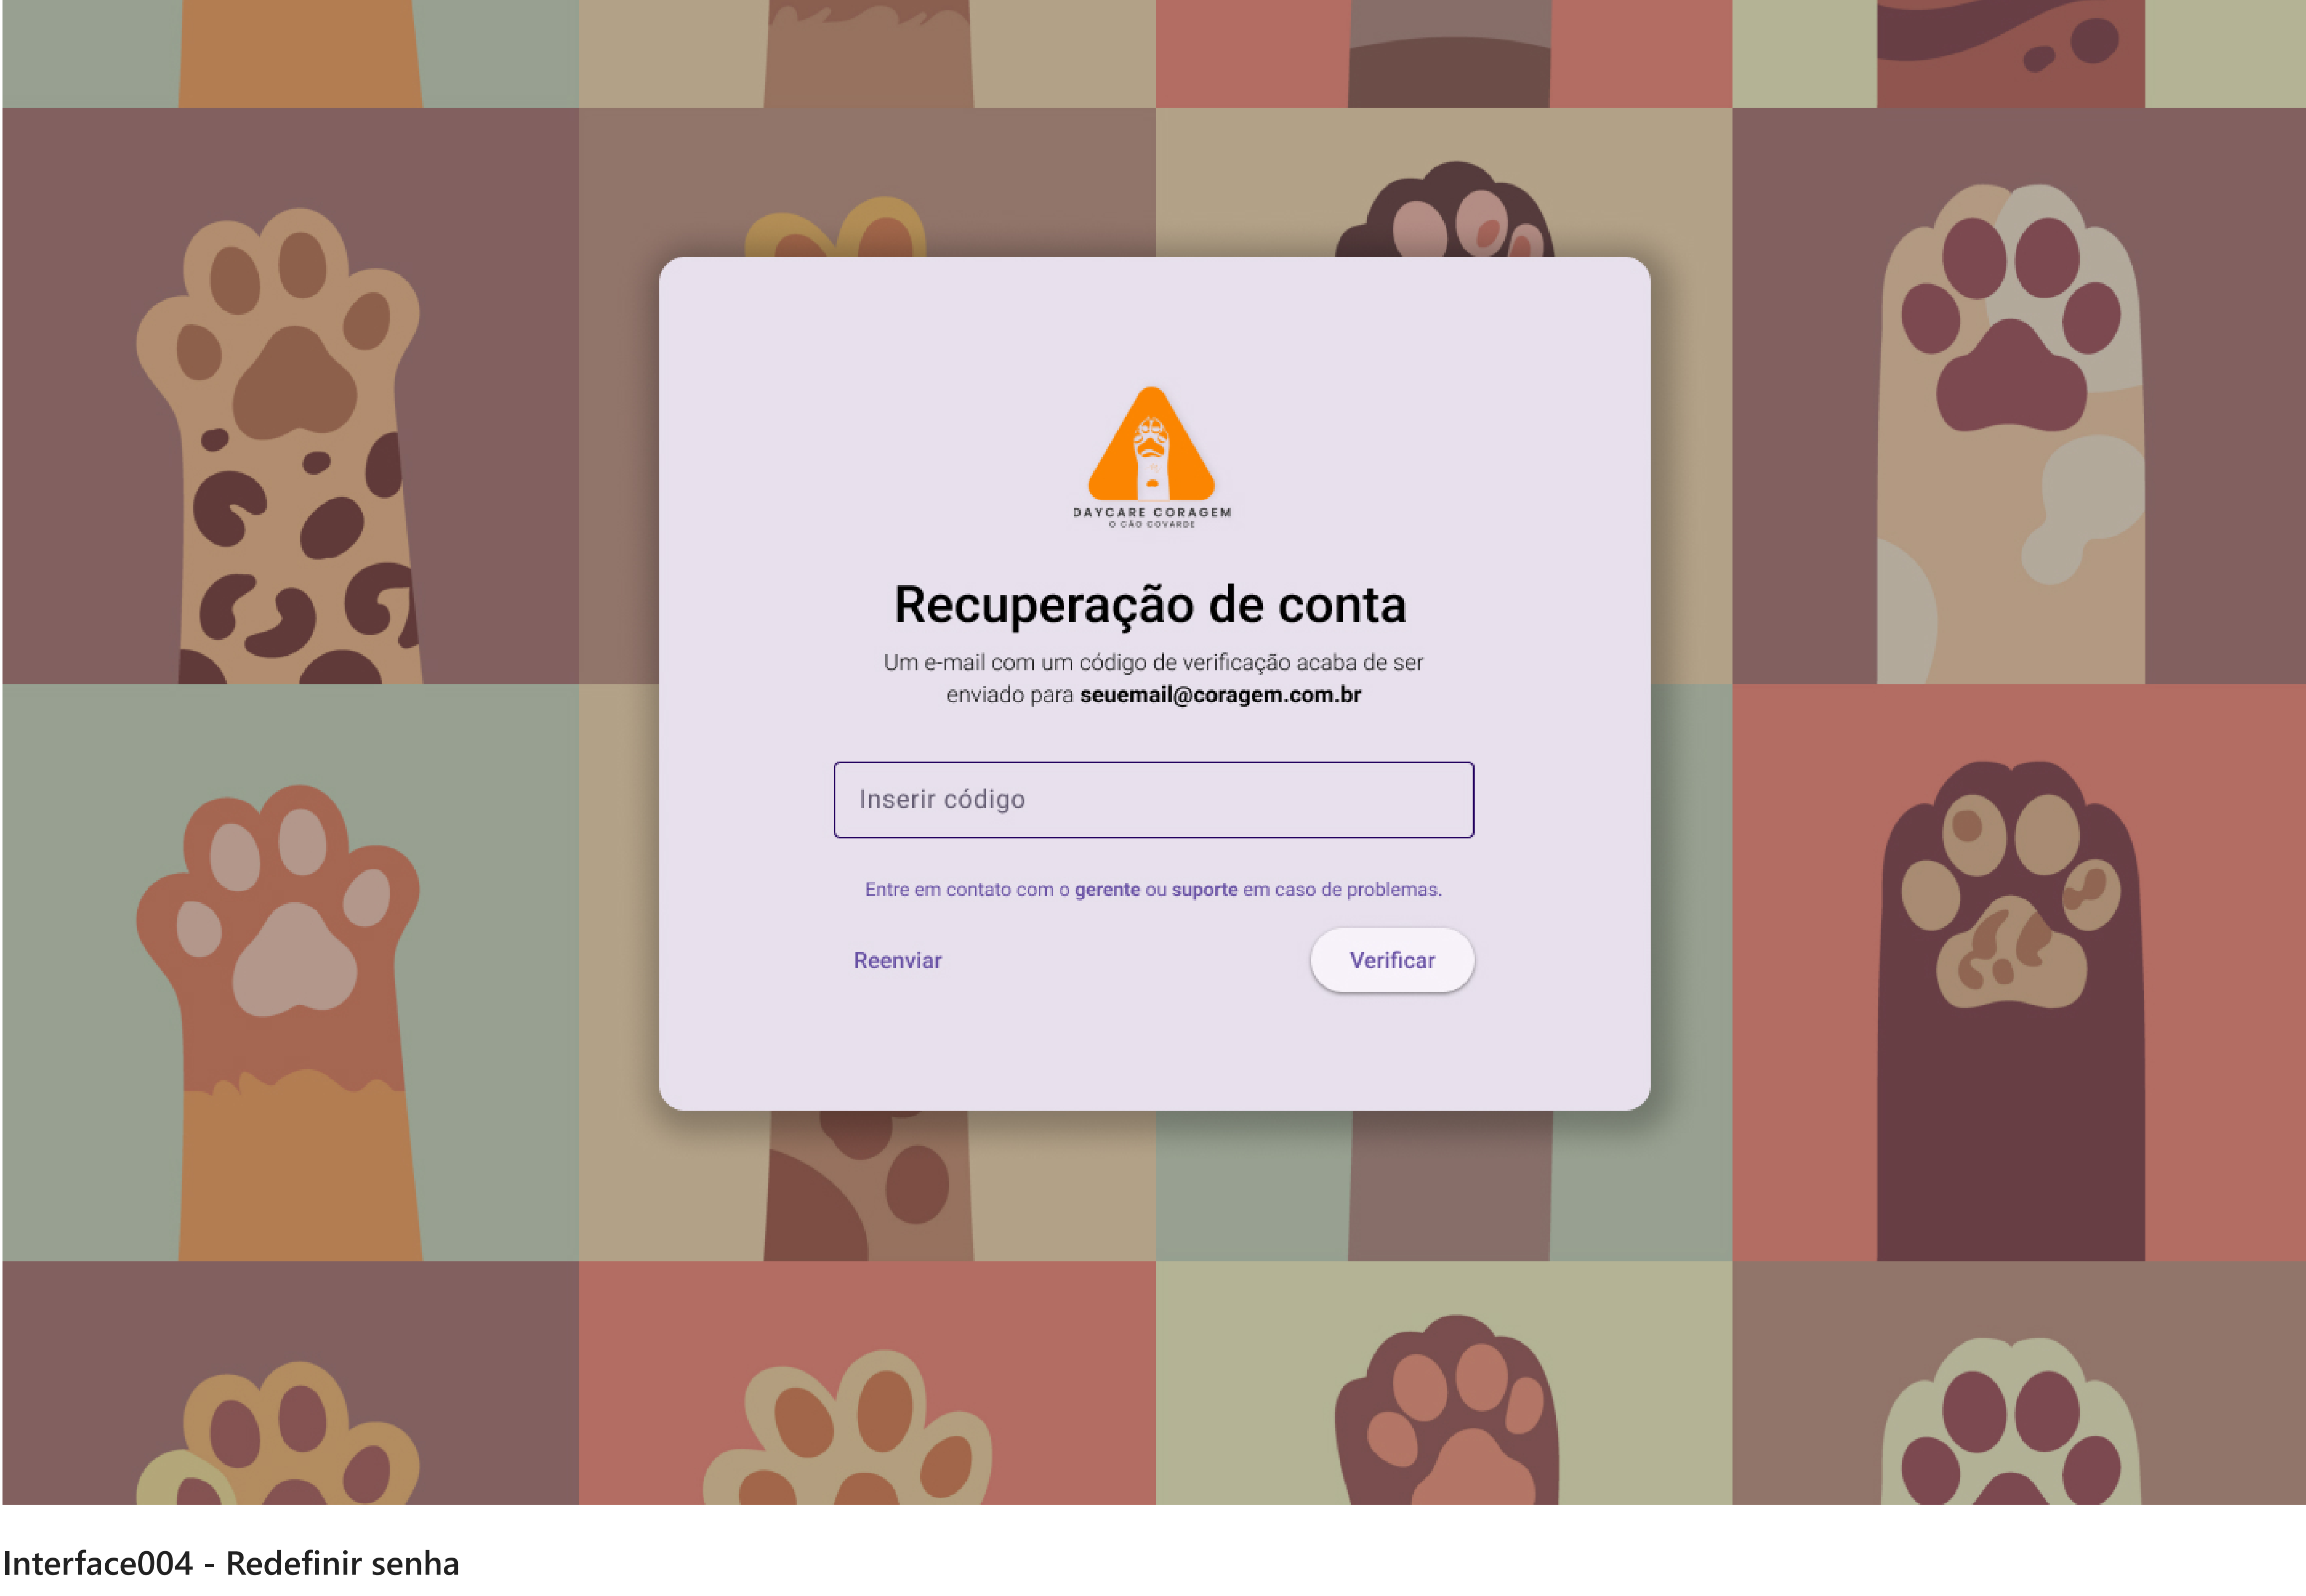 DAYCARE CORAGEM
O CÃO COVARDE
Recuperação de conta
Um e-mail com um código de verificação acaba de ser
enviado para seuemail@coragem.com.br
Inserir código
Entre em contato com o gerente ou suporte em caso de problemas.
Reenviar
Verificar
Interface004 - Redefinir senha